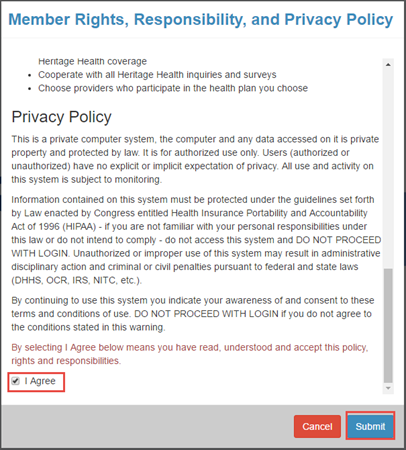 Member Rights, Responsibility, and Privacy Policy
Heritage Health coverage
• Cooperate with all Heritage Health inquiries and surveys
• Choose providers who participate in the health plan you choose
Privacy Policy
This is a private computer system, the computer and any data accessed on it is private
property and protected by law. It is for authorized use only. Users (authorized or
unauthorized) have no explicit or implicit expectation of privacy. All use and activity on
this system is subject to monitoring.
Information contained on this system must be protected under the guidelines set forth
by Law enacted by Congress entitled Health Insurance Portability and Accountability
Act of 1996 (HIPAA) - if you are not familiar with your personal responsibilities under
this law or do not intend to comply - do not access this system and DO NOT PROCEED
WITH LOGIN. Unauthorized or improper use of this system may result in administrative
disciplinary action and criminal or civil penalties pursuant to federal and state laws
(DHHS, OCR, IRS, NITC, etc.).
By continuing to use this system you indicate your awareness of and consent to these
terms and conditions of use. DO NOT PROCEED WITH LOGIN if you do not agree to
the conditions stated in this warning.
By selecting I Agree below means you have read, understood and accept this policy,
rights and responsibilities.
I Agree
Cancel
Submit